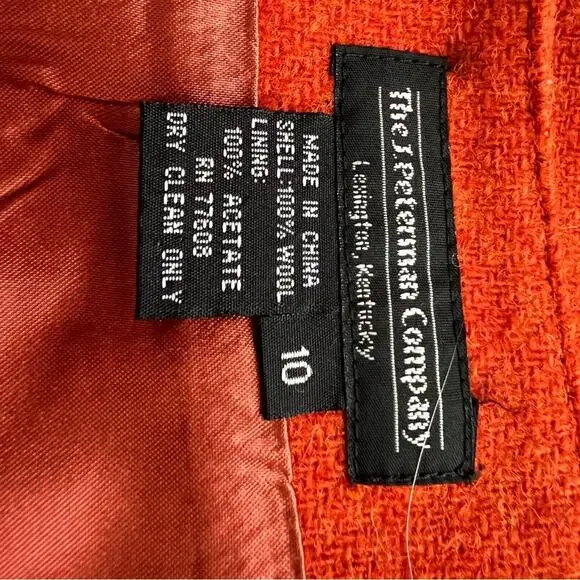 The J. Peterman Company
Lexington, Kentucky
10
MADE IN CHINA
SHELL:100% WOOL
LINING:
100% ACETATE
RN 77608
DRY CLEAN ONLY